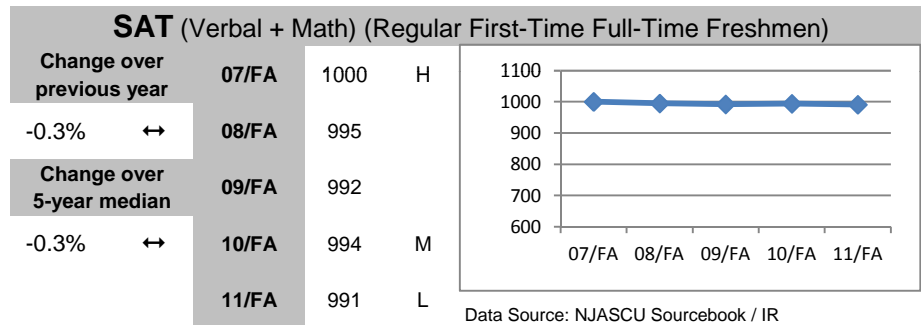 SAT (Verbal + Math) (Regular First-Time Full-Time Freshmen)
Change over
previous year
07/FA 1000 H
-0.3% ↔ 08/FA 995
Change over
5-year median
09/FA 992
-0.3% ↔ 10/FA 994 M
11/FA 991 L
1100
1000
900
800
700
600
07/FA 08/FA 09/FA 10/FA 11/FA
Data Source: NJASCU Sourcebook / IR